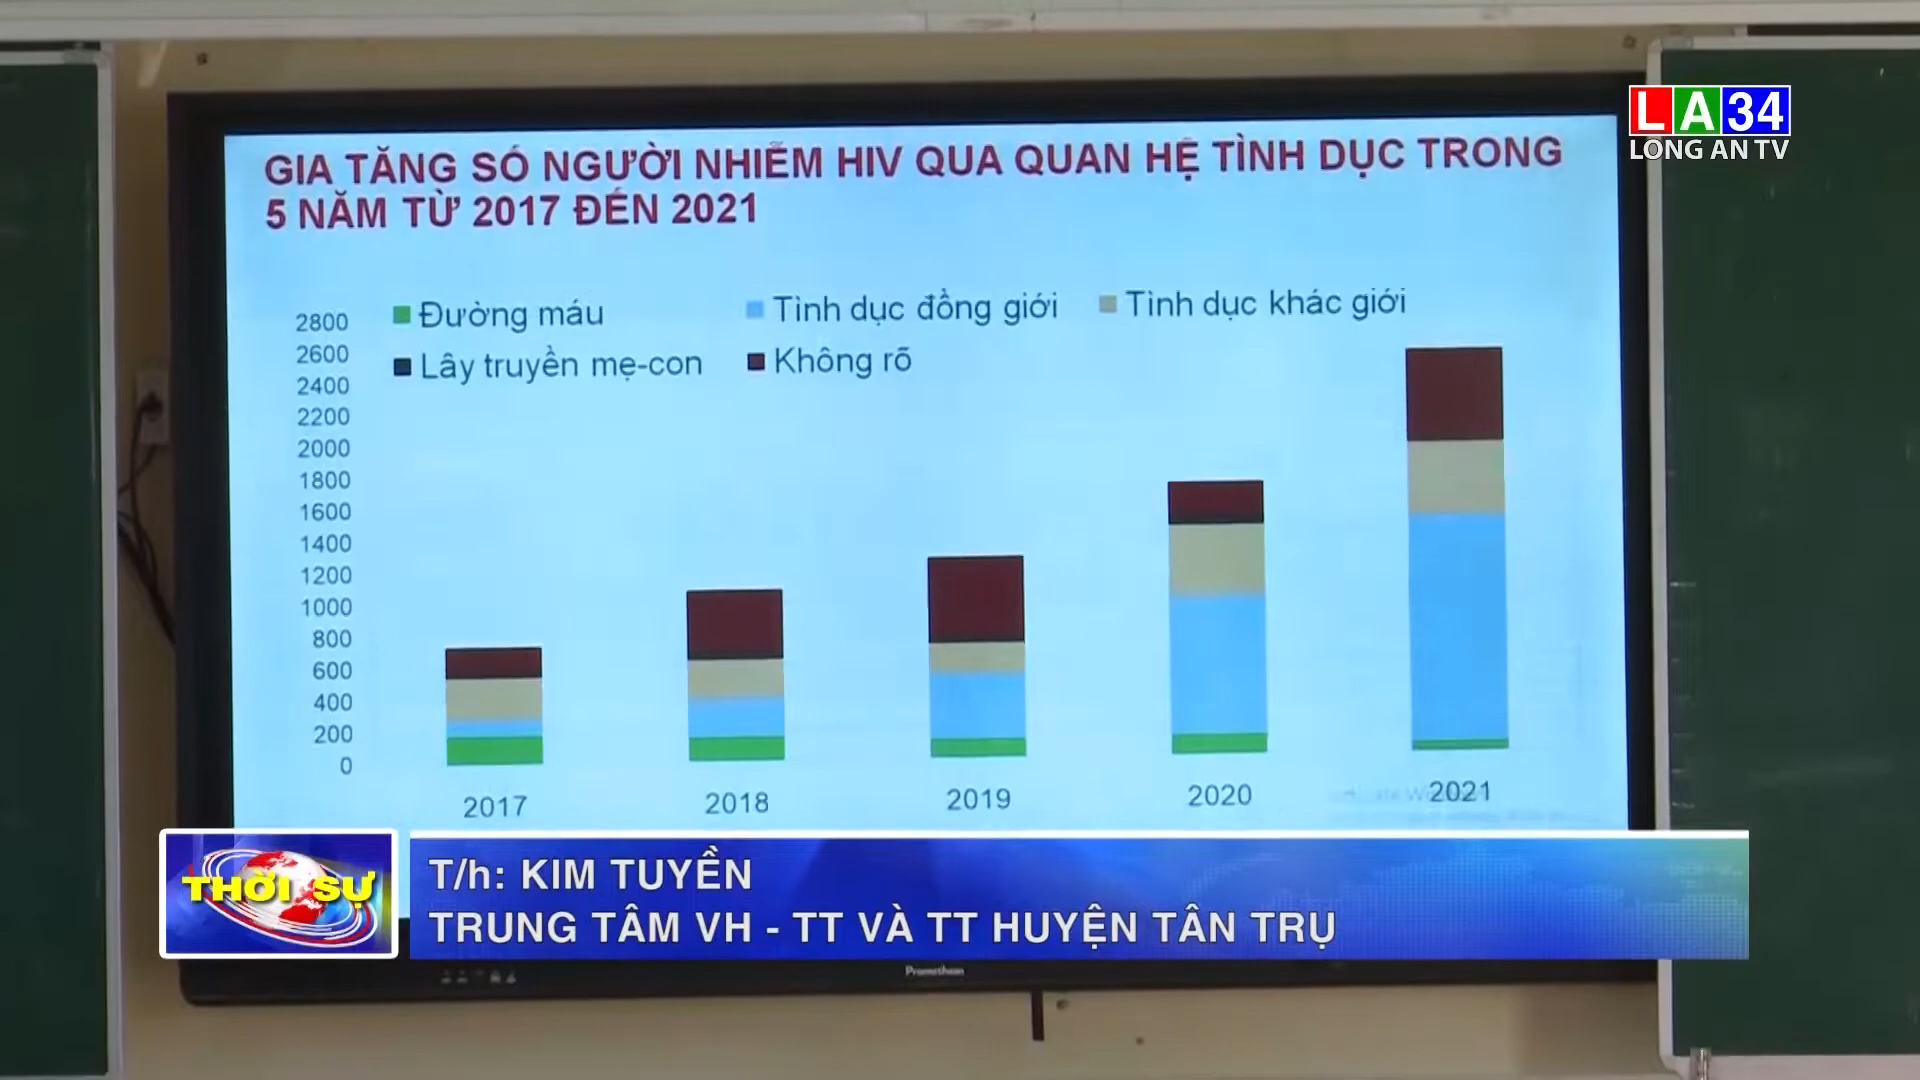 LA34
LONG AN TV
GIA TĂNG SỐ NGƯỜI NHIỄM HIV QUA QUAN HỆ TÌNH DỤC TRONG
5 NĂM TỪ 2017 ĐẾN 2021
Đường máu
Tình dục đồng giới
Tình dục khác giới
Lây truyền mẹ-con
Không rõ
2800
2600
2400
2200
2000
1800
1600
1400
1200
1000
800
600
400
200
0
2017
2018
2019
2020
2021
THỜI SỰ
T/h: KIM TUYỀN
TRUNG TÂM VH - TT VÀ TT HUYỆN TÂN TRỤ
Promethean